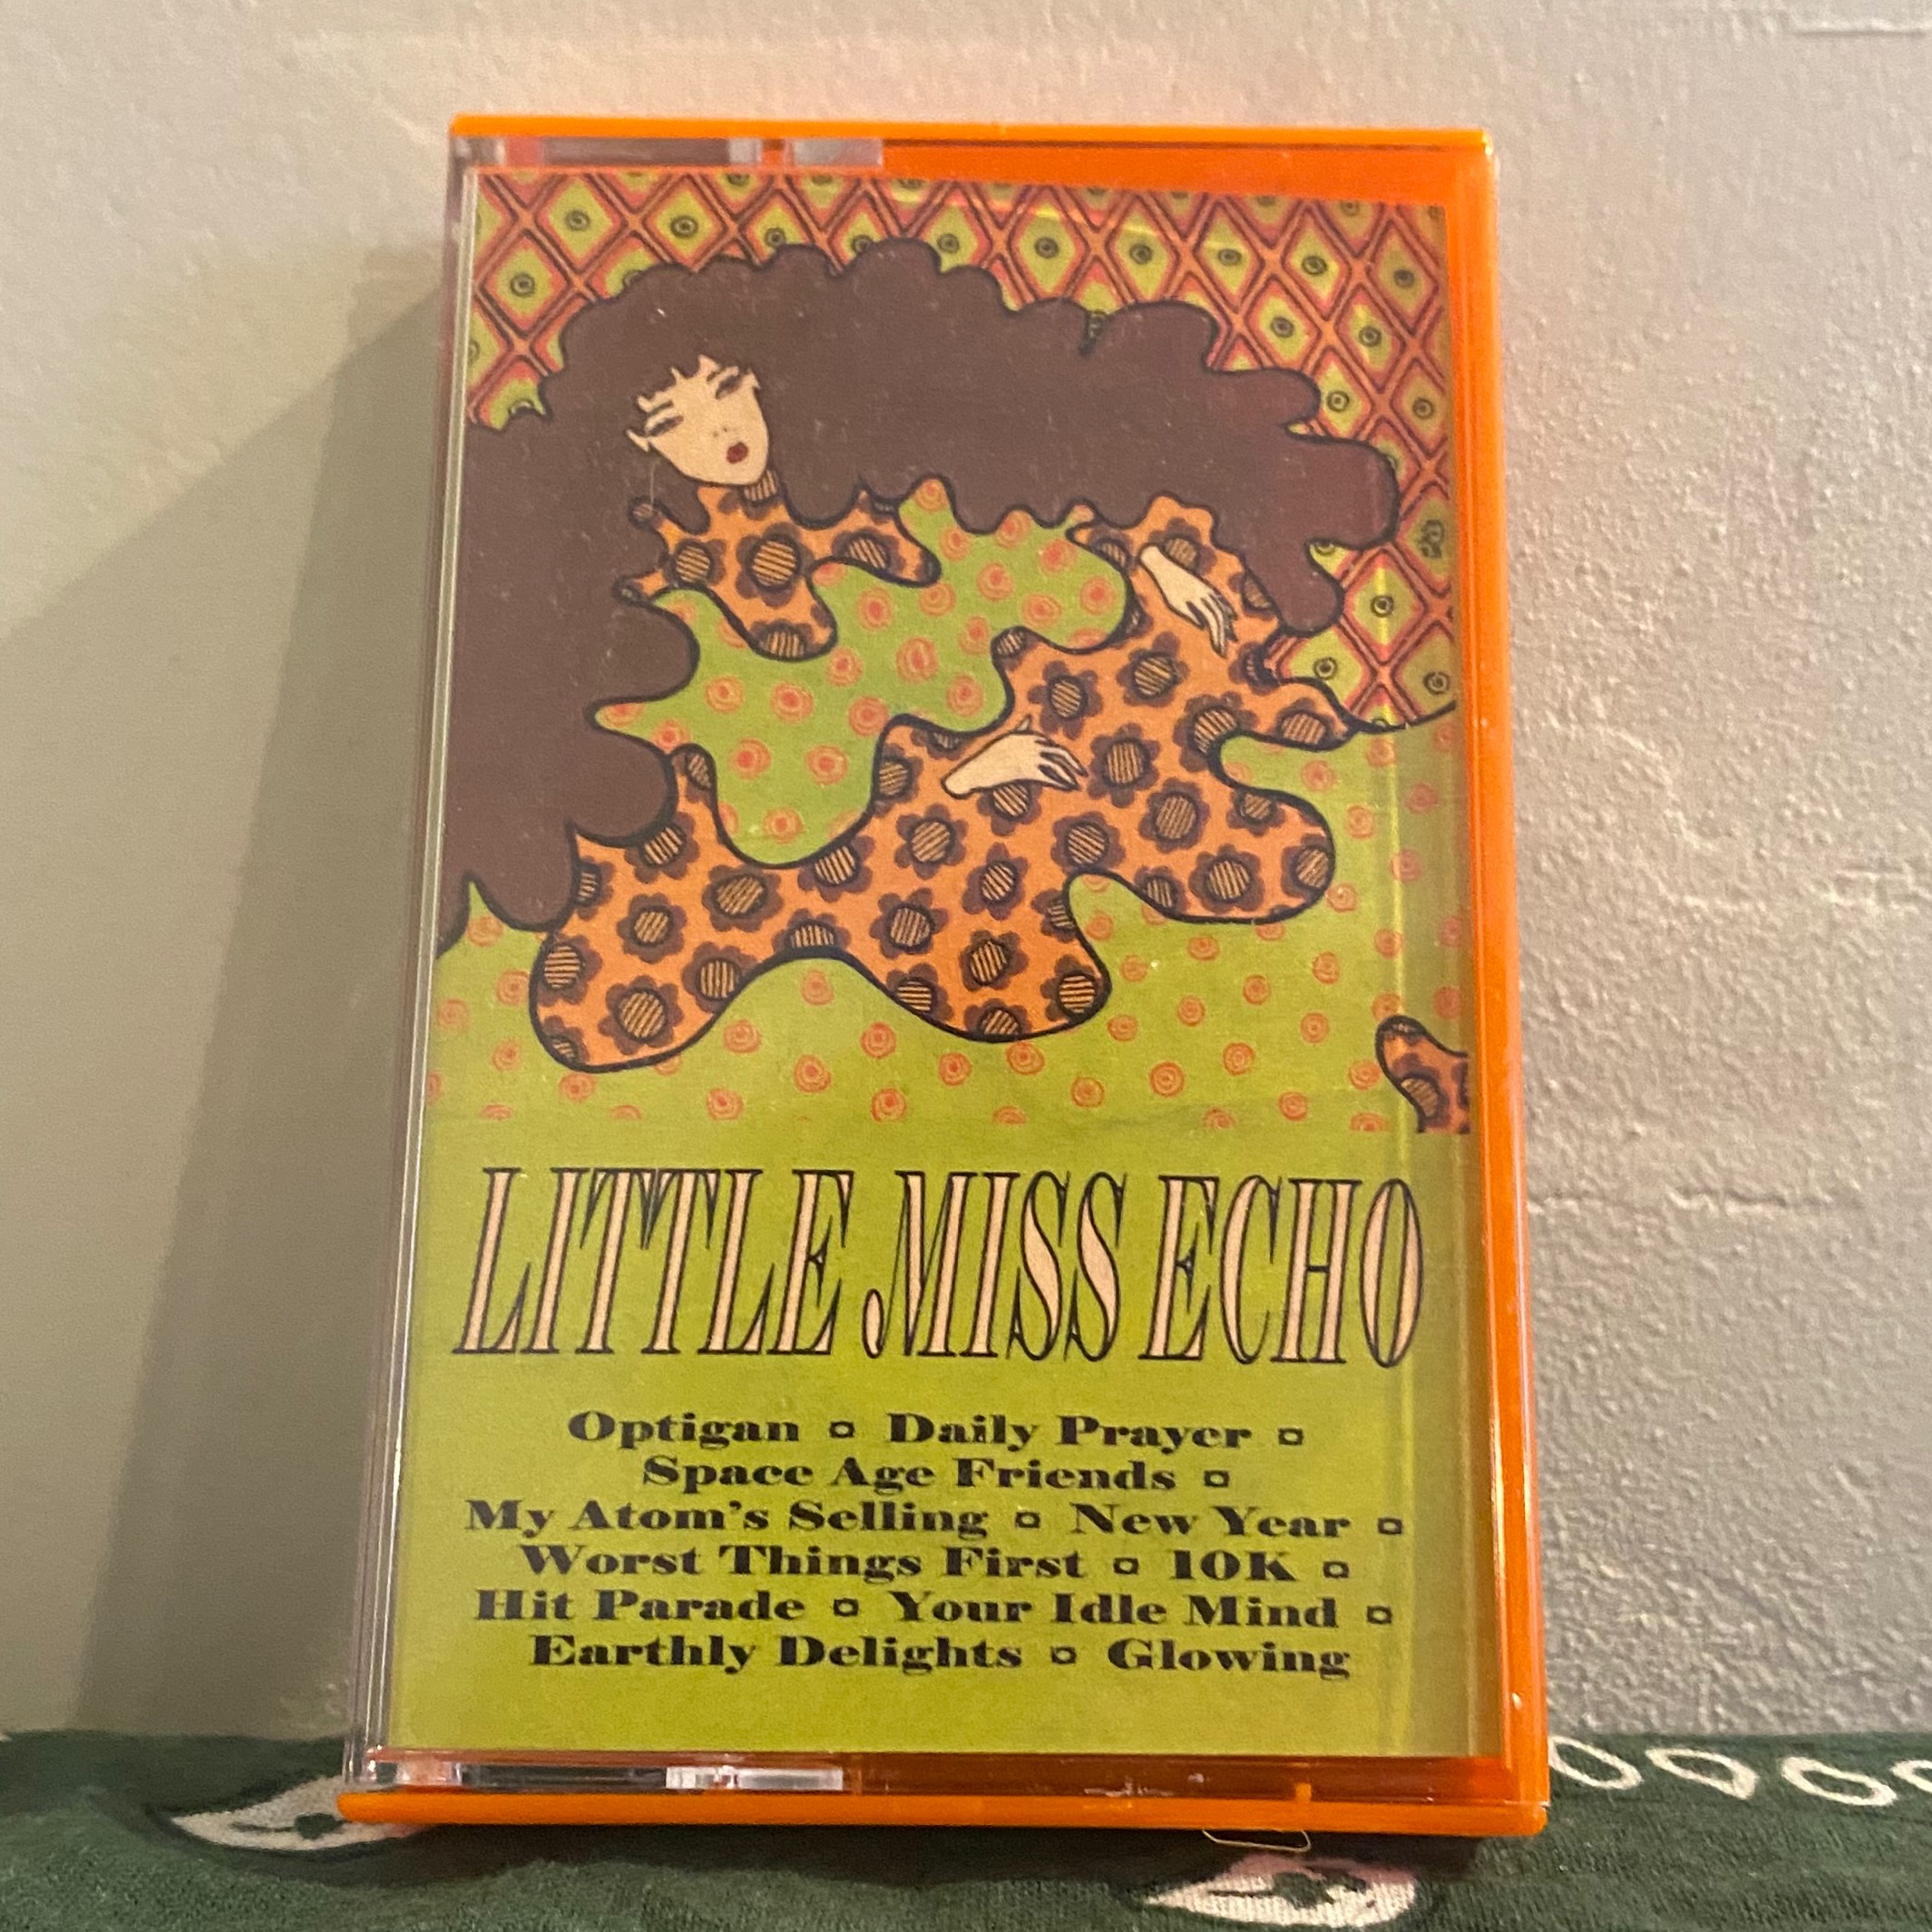 LITTLE MISS ECHO
Optigan ▫ Daily Prayer ▫
Space Age Friends ▫
My Atom's Selling ▫ New Year ▫
Worst Things First ▫ 10K ▫
Hit Parade ▫ Your Idle Mind ▫
Earthly Delights ▫ Glowing